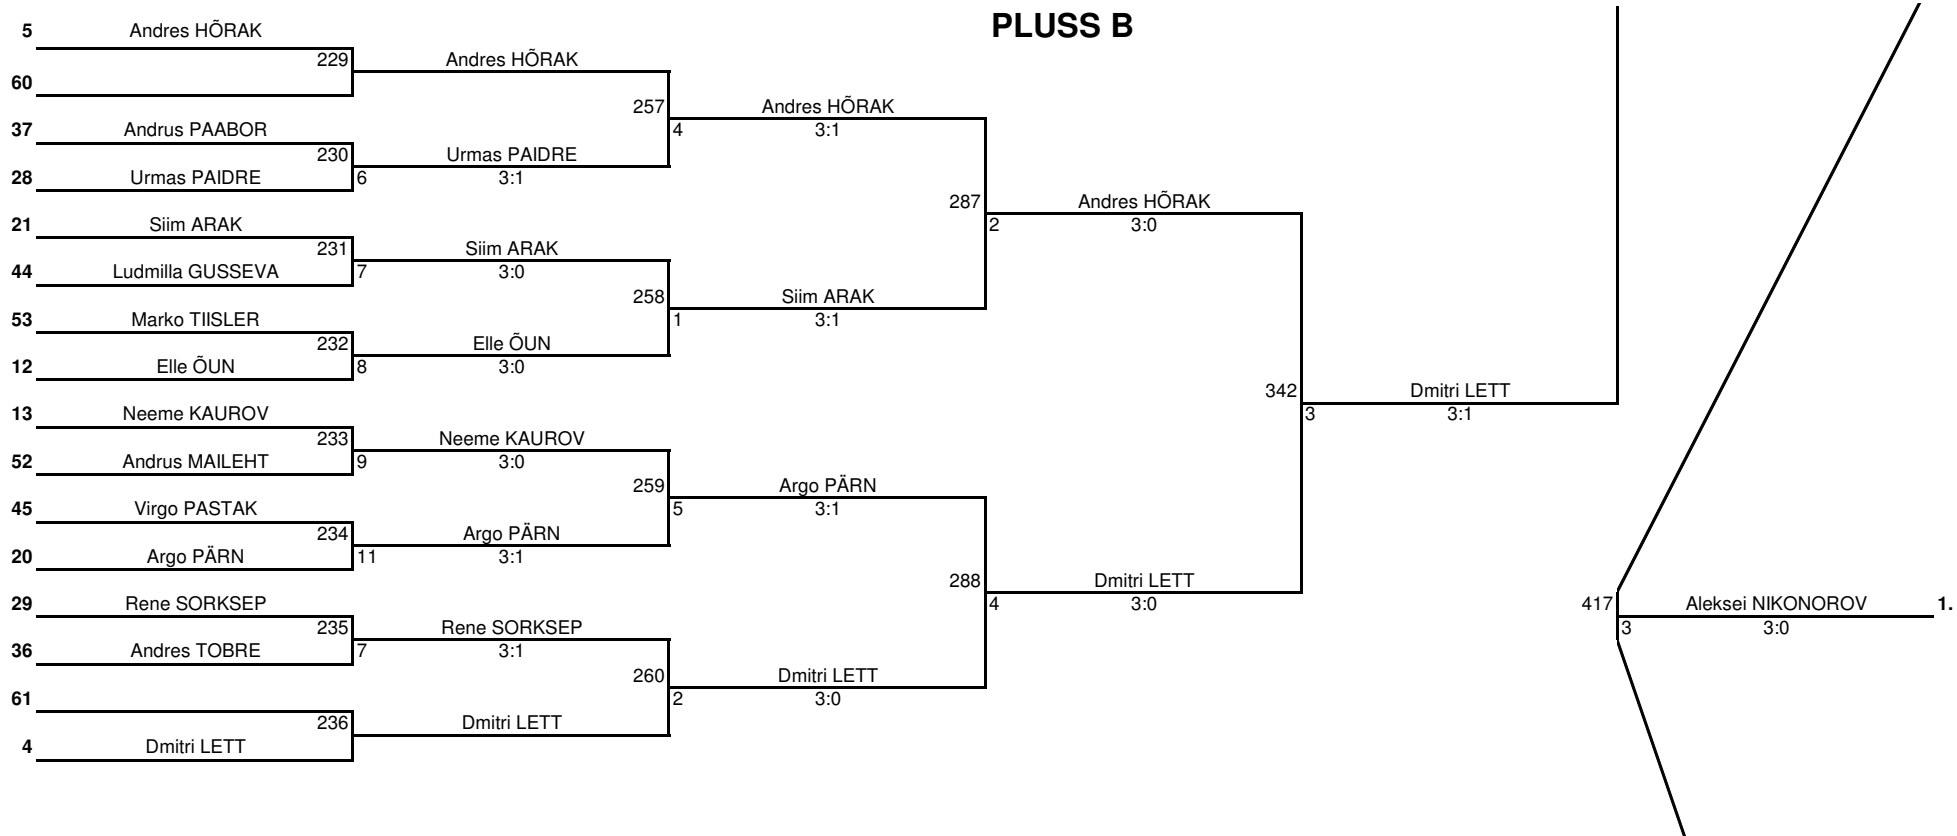 PLUSS B
5 Andres HÕRAK
229 Andres HÕRAK
60
257 Andres HÕRAK
4 3:1
37 Andrus PAABOR
230 Urmas PAIDRE
28 Urmas PAIDRE 6 3:1
287 Andres HÕRAK
2 3:0
21 Siim ARAK
231 Siim ARAK
44 Ludmilla GUSSEVA 7 3:0
258 Siim ARAK
1 3:1
53 Marko TIISLER
232 Elle ÕUN
12 Elle ÕUN 8 3:0
342 Dmitri LETT
3 3:1
13 Neeme KAUROV
233 Neeme KAUROV
52 Andrus MAILEHT 9 3:0
259 Argo PÄRN
5 3:1
45 Virgo PASTAK
234 Argo PÄRN
20 Argo PÄRN 11 3:1
288 Dmitri LETT
4 3:0
29 Rene SORKSEP
417 Aleksei NIKONOROV 1.
3 3:0
235 Rene SORKSEP
36 Andres TOBRE 7 3:1
260 Dmitri LETT
2 3:0
61
236 Dmitri LETT
4 Dmitri LETT